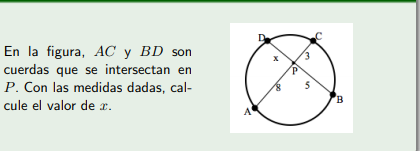 En la figura, AC y BD son
cuerdas que se intersectan en
P. Con las medidas dadas, cal-
cule el valor de x.
D
C
x
3
P
8
5
B
A